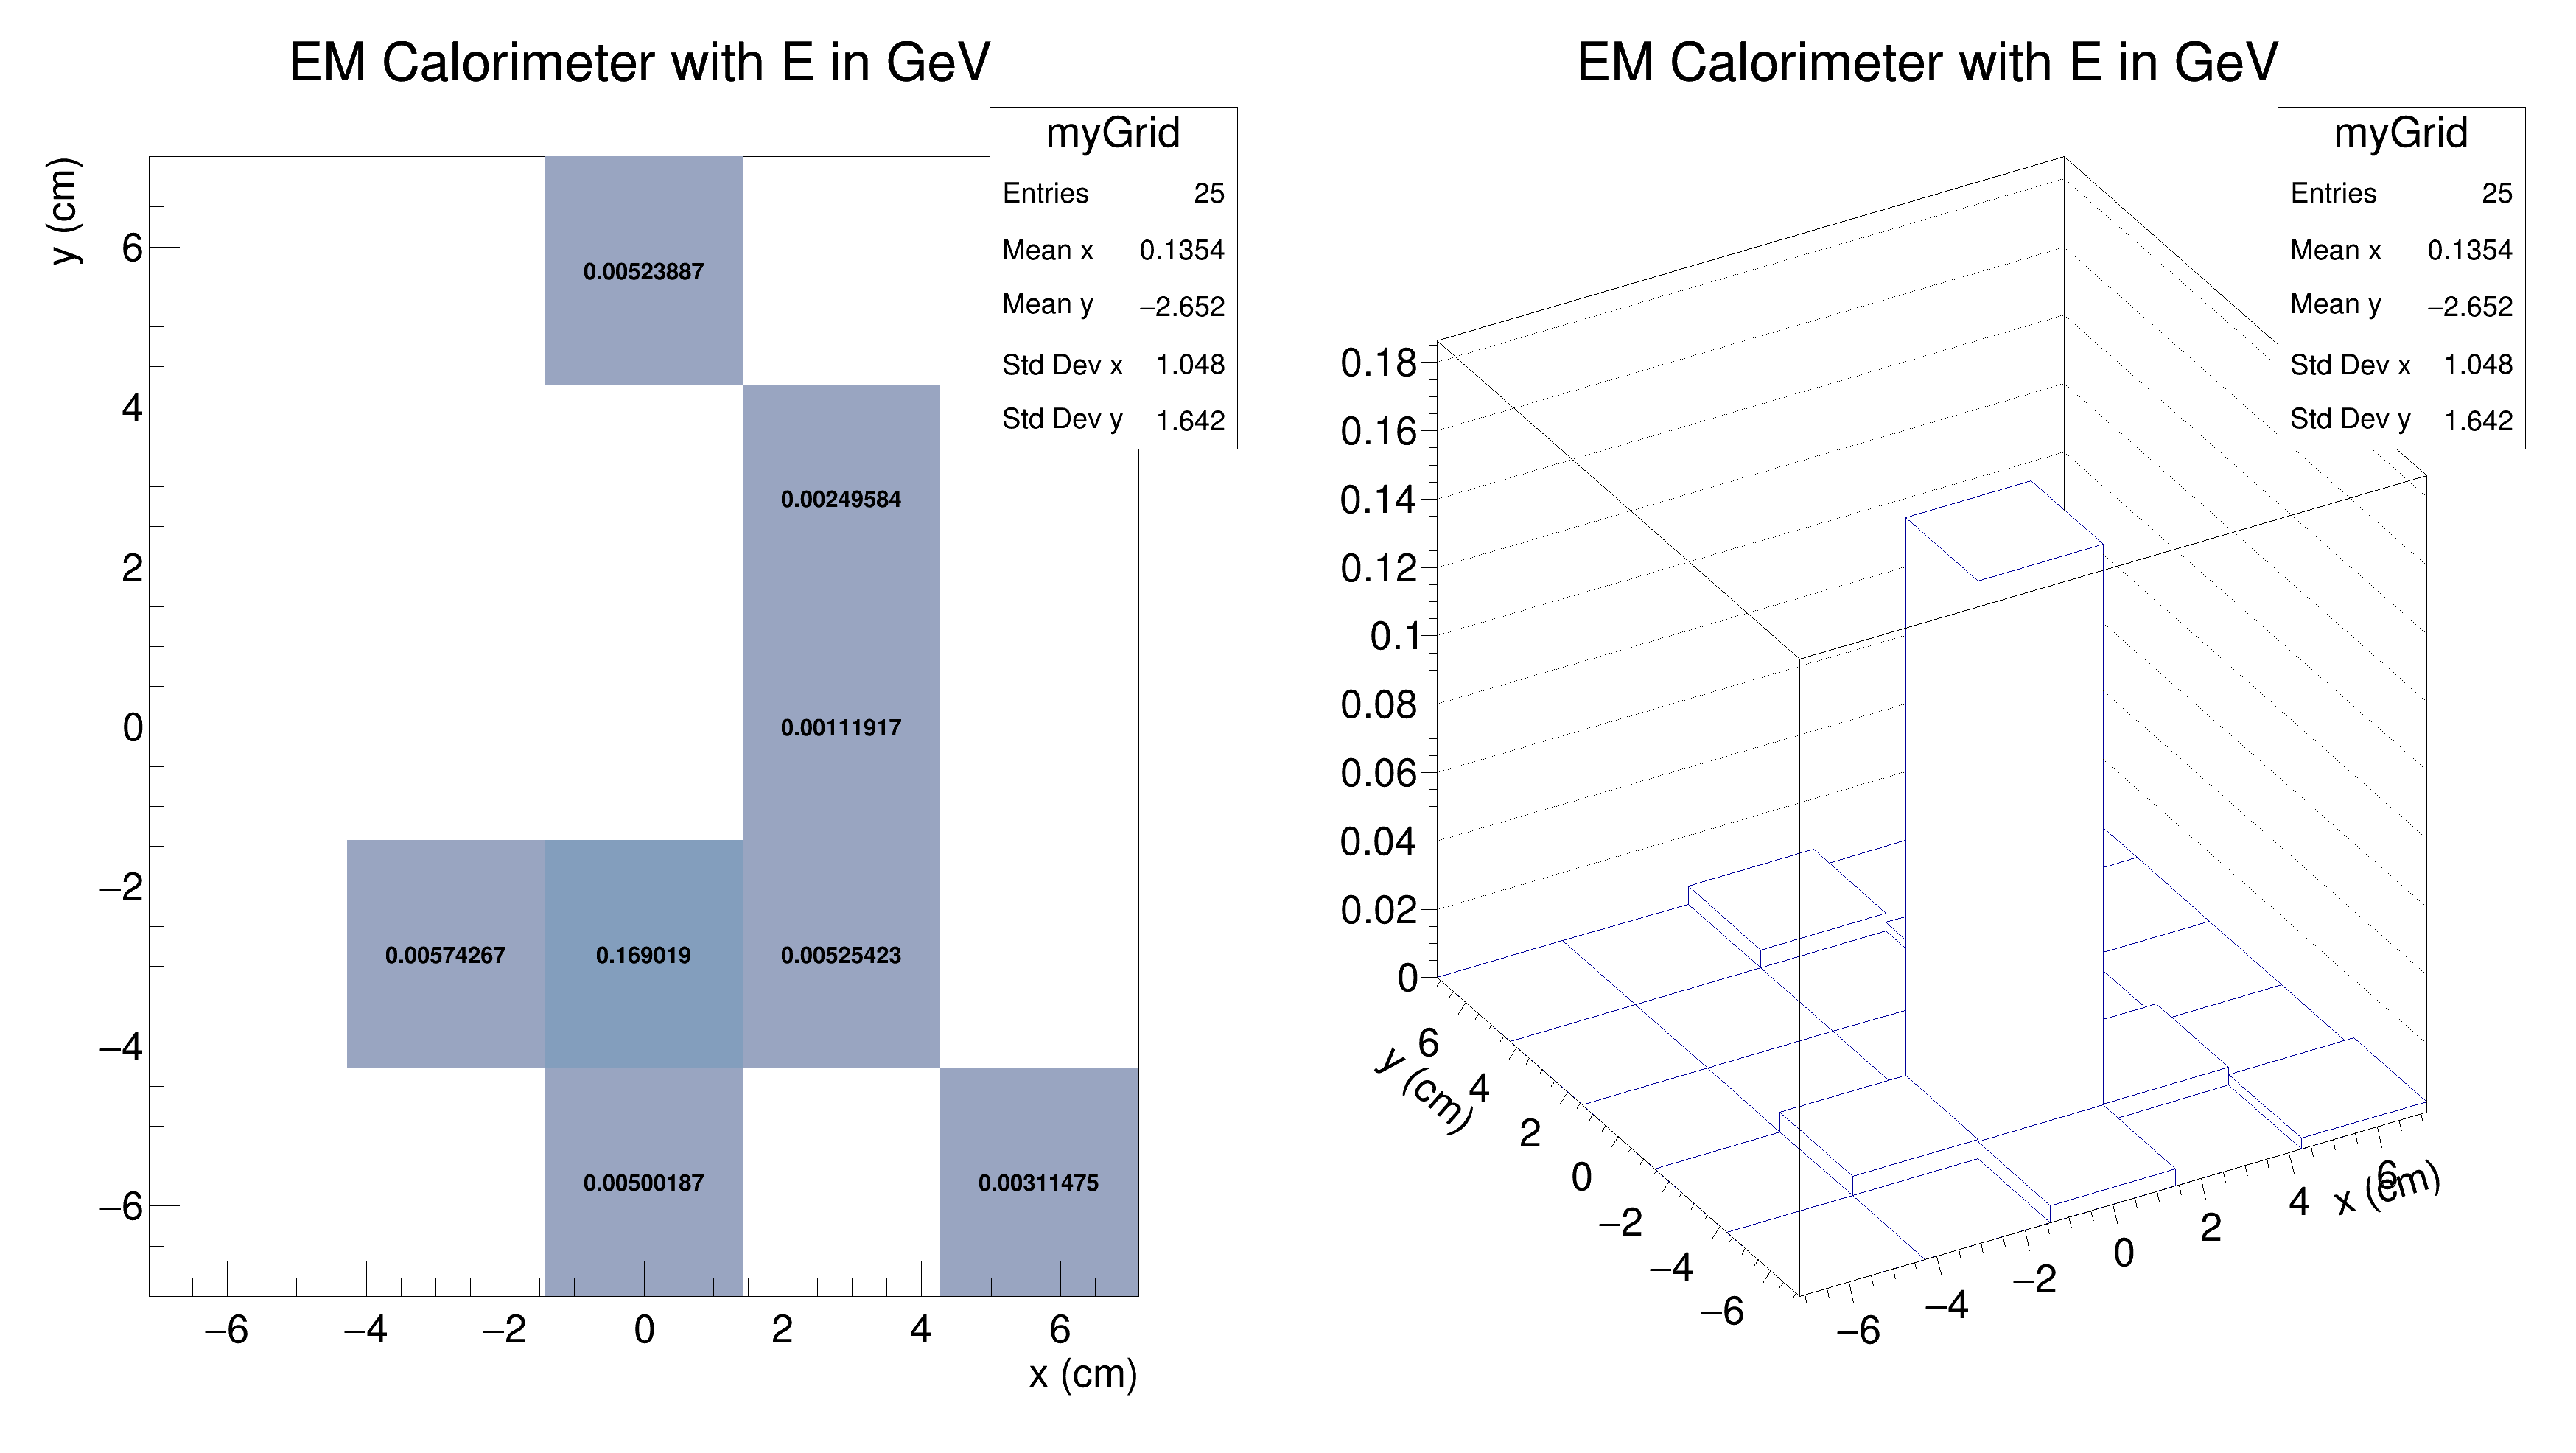 EM Calorimeter with E in GeV
myGrid
Entries 25
Mean x 0.1354
Mean y −2.652
Std Dev x 1.048
Std Dev y 1.642
y (cm)
6
4
2
0
−2
−4
−6
0.00523887
0.00249584
0.00111917
0.00574267 0.169019 0.00525423
0.00500187 0.00311475
−6 −4 −2 0 2 4 6
x (cm)
EM Calorimeter with E in GeV
myGrid
Entries 25
Mean x 0.1354
Mean y −2.652
Std Dev x 1.048
Std Dev y 1.642
0.18
0.16
0.14
0.12
0.1
0.08
0.06
0.04
0.02
0
y (cm)
6
4
2
0
−2
−4
−6
−6 −4 −2 0 2 4 6
x (cm)